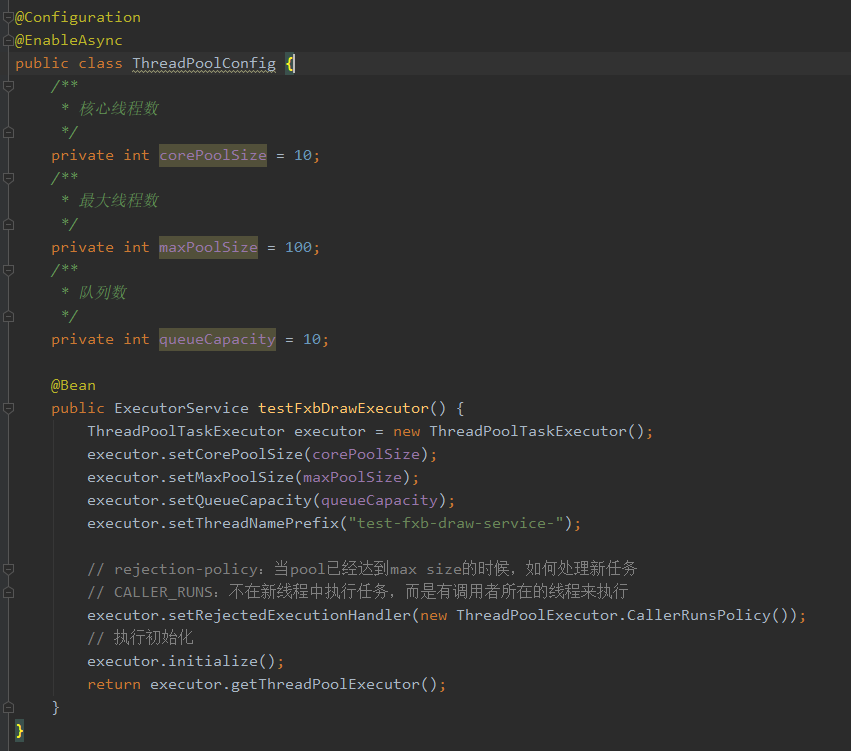 @Configuration
@EnableAsync
public class ThreadPoolConfig {
    /**
     * 核心线程数
     */
    private int corePoolSize = 10;
    /**
     * 最大线程数
     */
    private int maxPoolSize = 100;
    /**
     * 队列数
     */
    private int queueCapacity = 10;

    @Bean
    public ExecutorService testFxbDrawExecutor() {
        ThreadPoolTaskExecutor executor = new ThreadPoolTaskExecutor();
        executor.setCorePoolSize(corePoolSize);
        executor.setMaxPoolSize(maxPoolSize);
        executor.setQueueCapacity(queueCapacity);
        executor.setThreadNamePrefix("test-fxb-draw-service-");

        // rejection-policy：当pool已经达到max size的时候，如何处理新任务
        // CALLER_RUNS：不在新线程中执行任务，而是有调用者所在的线程来执行
        executor.setRejectedExecutionHandler(new ThreadPoolExecutor.CallerRunsPolicy());
        // 执行初始化
        executor.initialize();
        return executor.getThreadPoolExecutor();
    }
}